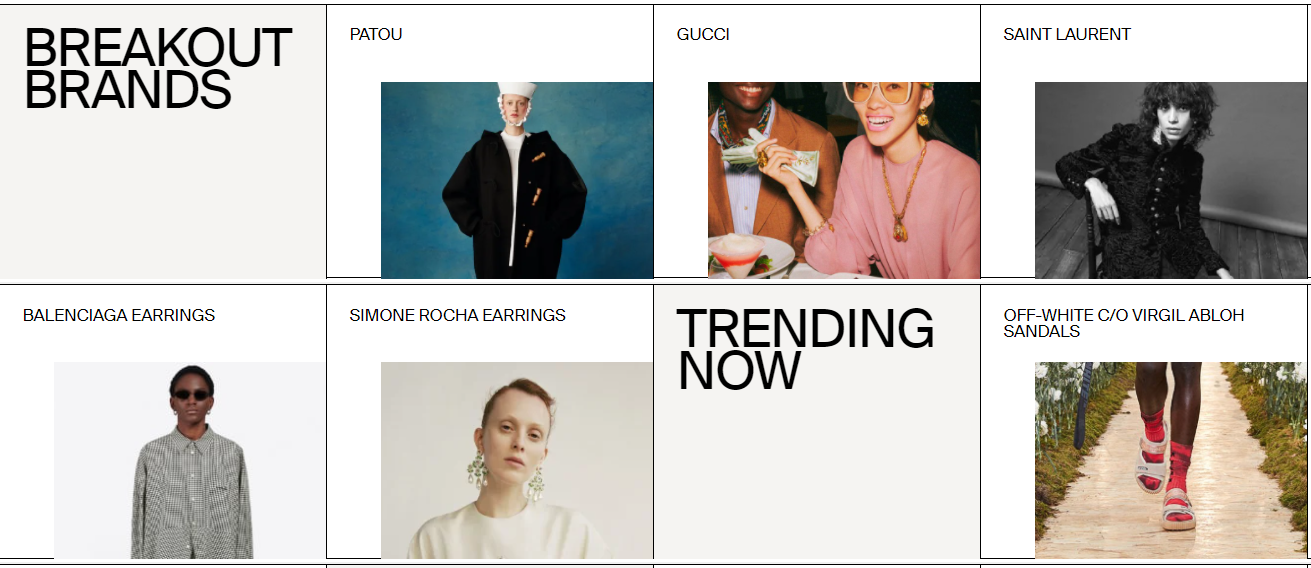 BREAKOUT
BRANDS
PATOU
GUCCI
SAINT LAURENT
BALENCIAGA EARRINGS
SIMONE ROCHA EARRINGS
TRENDING
NOW
OFF-WHITE C/O VIRGIL ABLOH
SANDALS